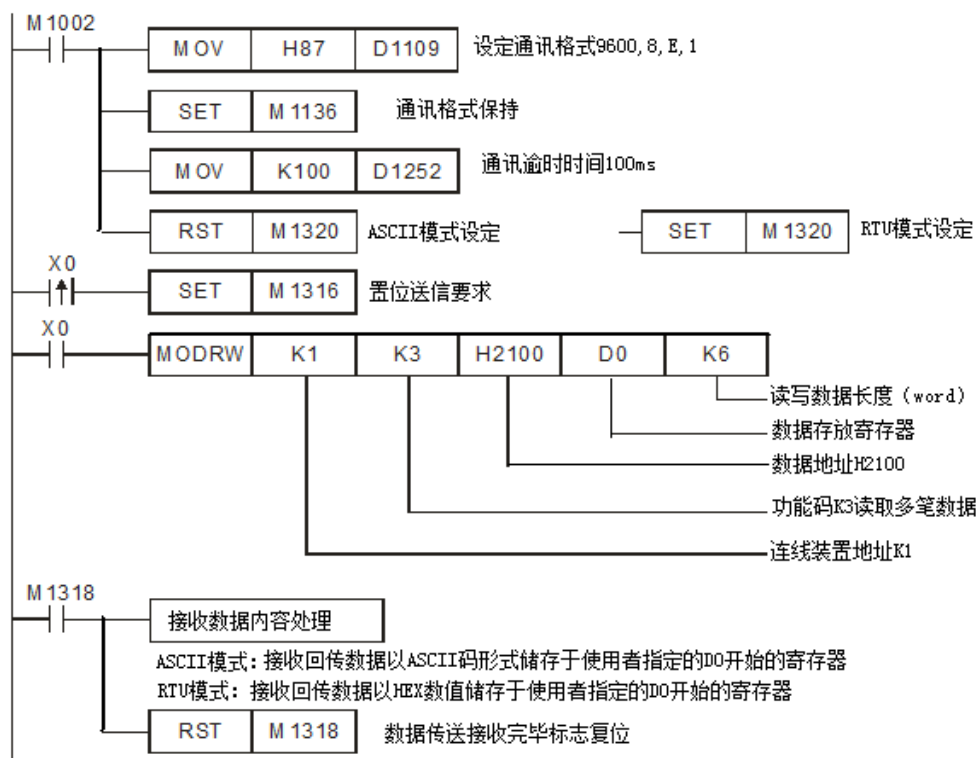 M1002
MOV H87 D1109 设定通讯格式9600,8,E,1
SET M1136 通讯格式保持
MOV K100 D1252 通讯逾时时间100ms
RST M1320 ASCII模式设定 SET M1320 RTU模式设定
X0
SET M1316 置位送信要求
X0
MODRW K1 K3 H2100 D0 K6
读写数据长度（word）
数据存放寄存器
数据地址H2100
功能码K3读取多笔数据
连线装置地址K1
M1318
接收数据内容处理
ASCII模式：接收回传数据以ASCII码形式储存于使用者指定的D0开始的寄存器
RTU模式：接收回传数据以HEX数值储存于使用者指定的D0开始的寄存器
RST M1318 数据传送接收完毕标志复位